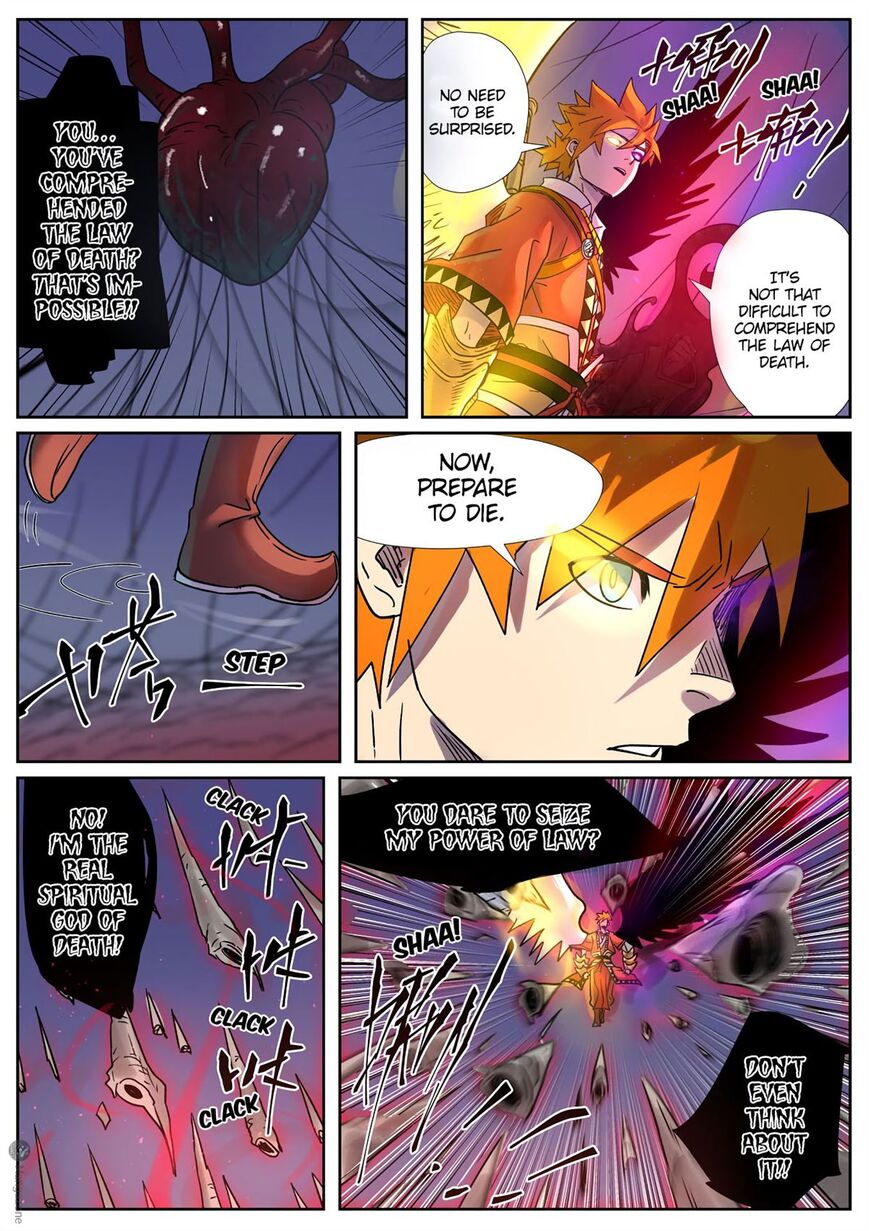 YOU...
YOU'VE
COMPRE-
HENDED
THE LAW
OF DEATH?
THAT'S IM-
POSSIBLE!!
NO NEED
TO BE
SURPRISED.
SHAA!
SHAA!
IT'S
NOT THAT
DIFFICULT TO
COMPREHEND
THE LAW OF
DEATH.
STEP
NOW,
PREPARE
TO DIE.
NO!
I'M THE
REAL
SPIRITUAL
GOD OF
DEATH!
CLACK
CLACK
CLACK
YOU DARE TO SEIZE
MY POWER OF LAW?
SHAA!
DON'T
EVEN
THINK
ABOUT
IT!!